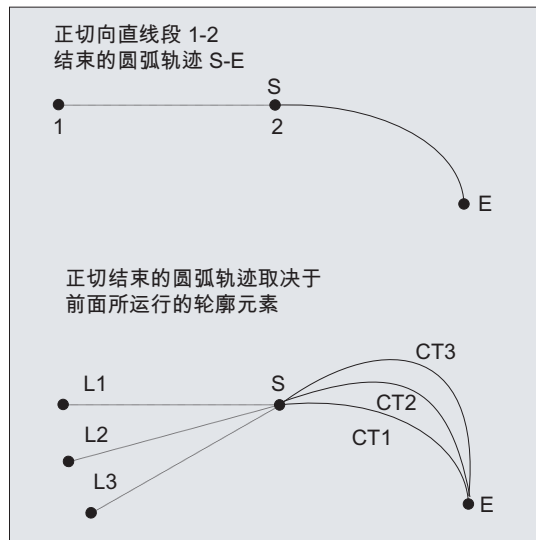 正切向直线段 1-2
结束的圆弧轨迹 S-E
S
1
2
E
正切结束的圆弧轨迹取决于
前面所运行的轮廓元素
CT3
L1
S
CT2
L2
CT1
L3
E